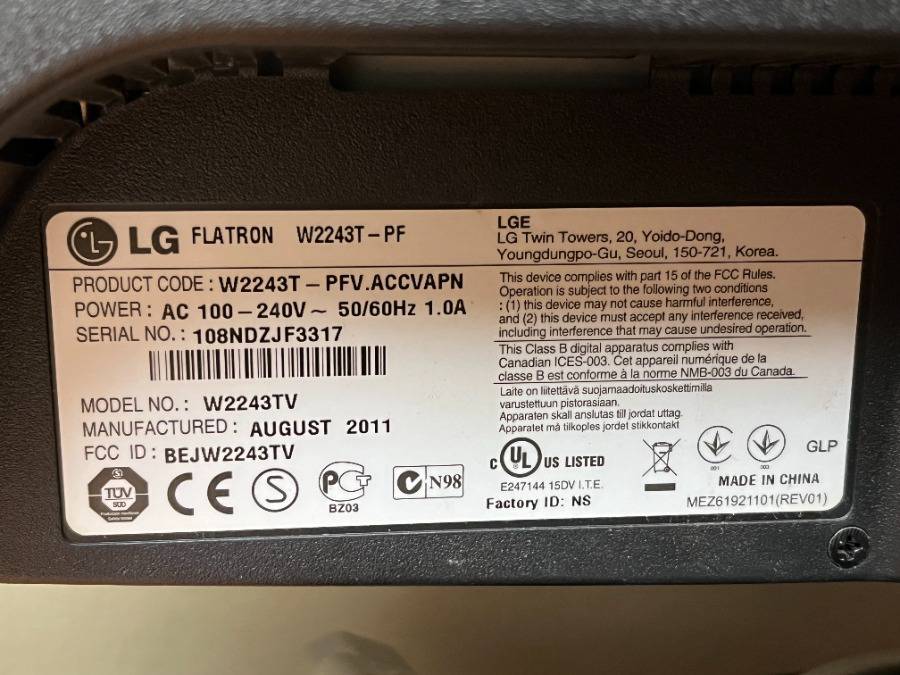 LG FLATRON W2243T-PF
LGE
LG Twin Towers, 20, Yoido-Dong,
Youngdungpo-Gu, Seoul, 150-721, Korea.
PRODUCT CODE : W2243T - PFV.ACCVAPN
POWER : AC 100-240V~ 50/60Hz 1.0A
SERIAL NO. : 108NDZJF3317
MODEL NO. : W2243TV
MANUFACTURED : AUGUST 2011
FCC ID : BEJW2243TV
TÜV
SÜD
CE
S
PCT
BZ03
N98
This device complies with part 15 of the FCC Rules.
Operation is subject to the following two conditions
: (1) this device may not cause harmful interference,
and (2) this device must accept any interference received,
including interference that may cause undesired operation.
This Class B digital apparatus complies with
Canadian ICES-003. Cet appareil numérique de la
classe B est conforme à la norme NMB-003 du Canada.
Laite on liitettävä suojamaadoituskoskettimilla
varustettuun pistorasiaan.
Apparaten skall anslutas till jordat uttag.
Apparatet må tilkoples jordet stikkontakt
C UL US LISTED
E247144 15DV I.T.E.
Factory ID: NS
GLP
MADE IN CHINA
MEZ61921101(REV01)